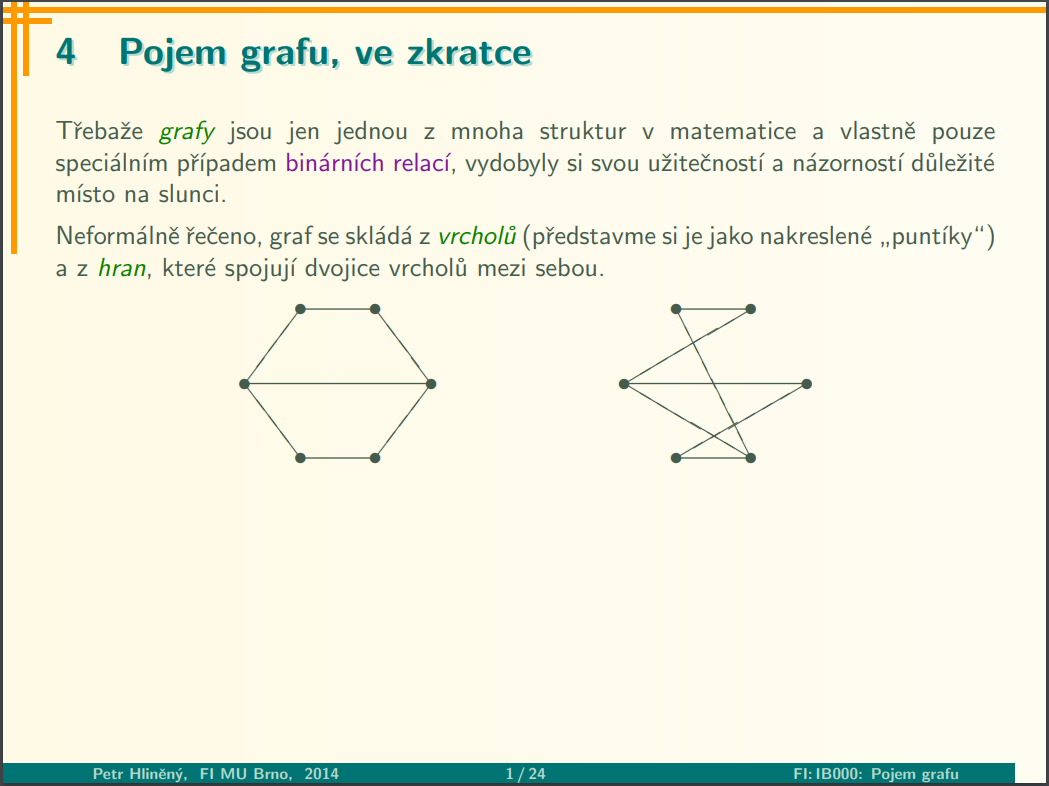 4 Pojem grafu, ve zkratce
Třebaže grafy jsou jen jednou z mnoha struktur v matematice a vlastně pouze
speciálním případem binárních relací, vydobyly si svou užitečností a názorností důležité
místo na slunci.
Neformálně řečeno, graf se skládá z vrcholů (představme si je jako nakreslené „puntíky“)
a z hran, které spojují dvojice vrcholů mezi sebou.
Petr Hliněný, FI MU Brno, 2014 1 / 24 FI: IB000: Pojem grafu